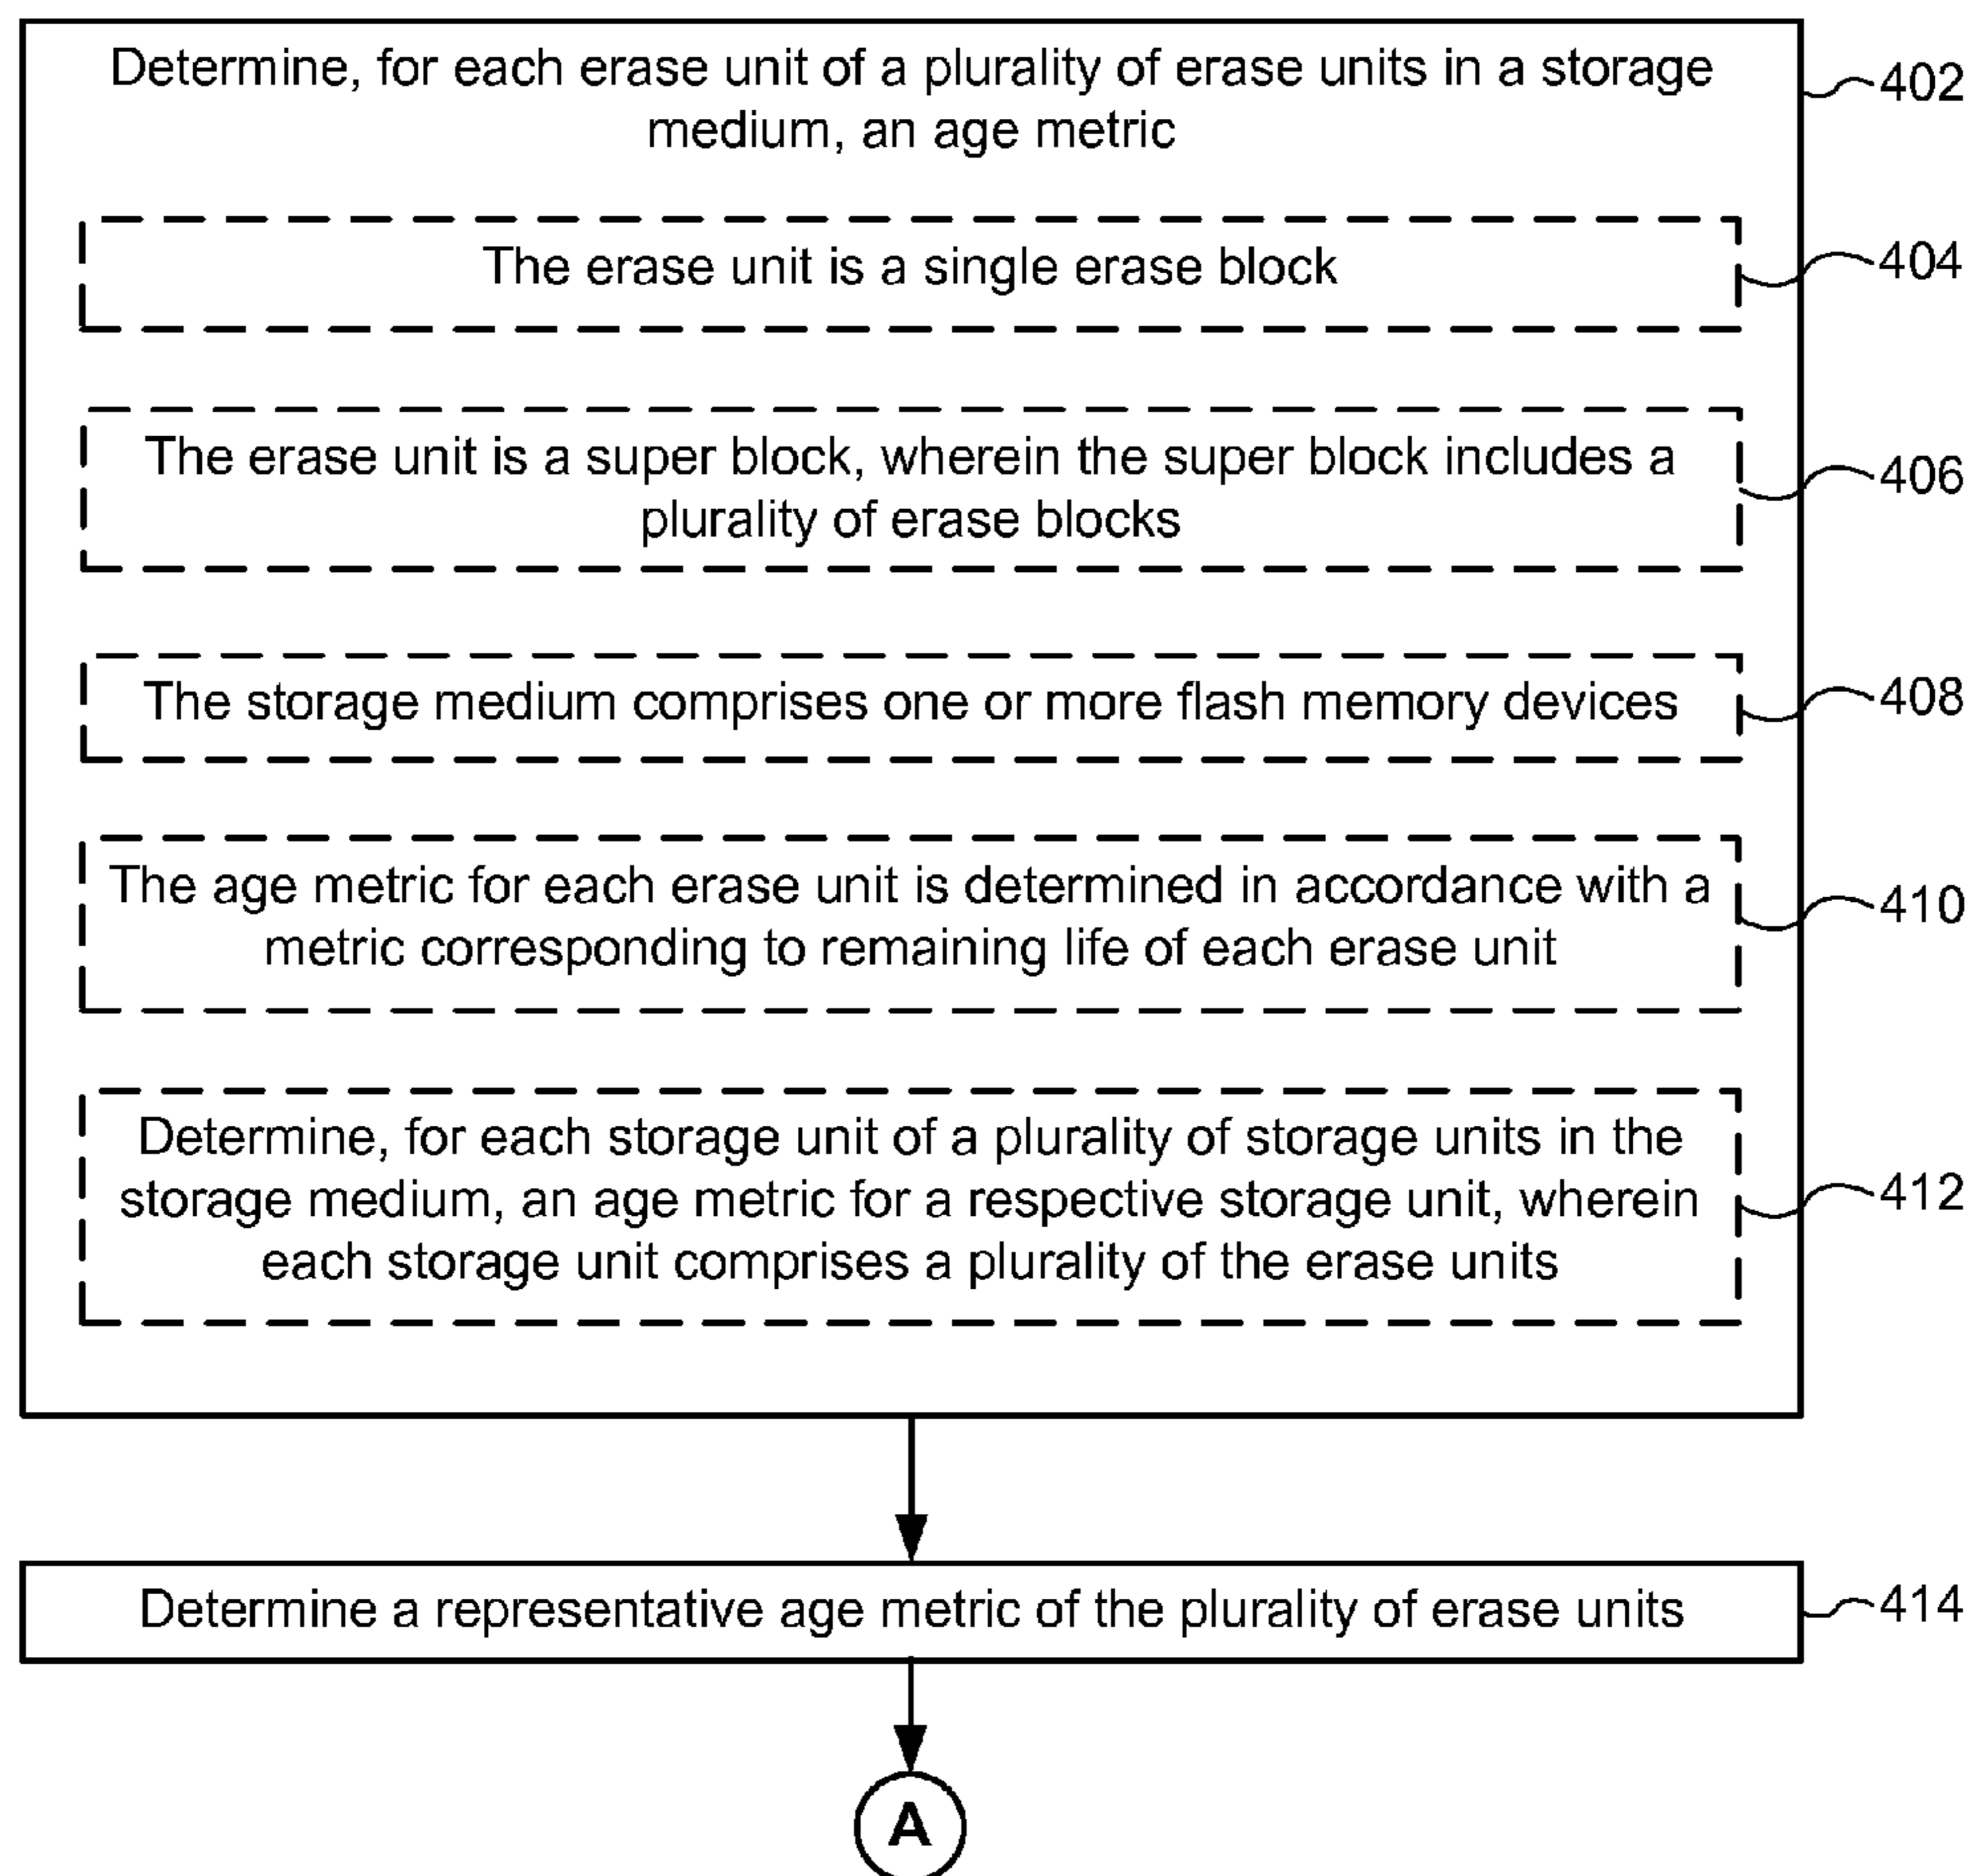 Determine, for each erase unit of a plurality of erase units in a storage
medium, an age metric
402
The erase unit is a single erase block
404
The erase unit is a super block, wherein the super block includes a
plurality of erase blocks
406
The storage medium comprises one or more flash memory devices
408
The age metric for each erase unit is determined in accordance with a
metric corresponding to remaining life of each erase unit
410
Determine, for each storage unit of a plurality of storage units in the
storage medium, an age metric for a respective storage unit, wherein
each storage unit comprises a plurality of the erase units
412
Determine a representative age metric of the plurality of erase units
414
A